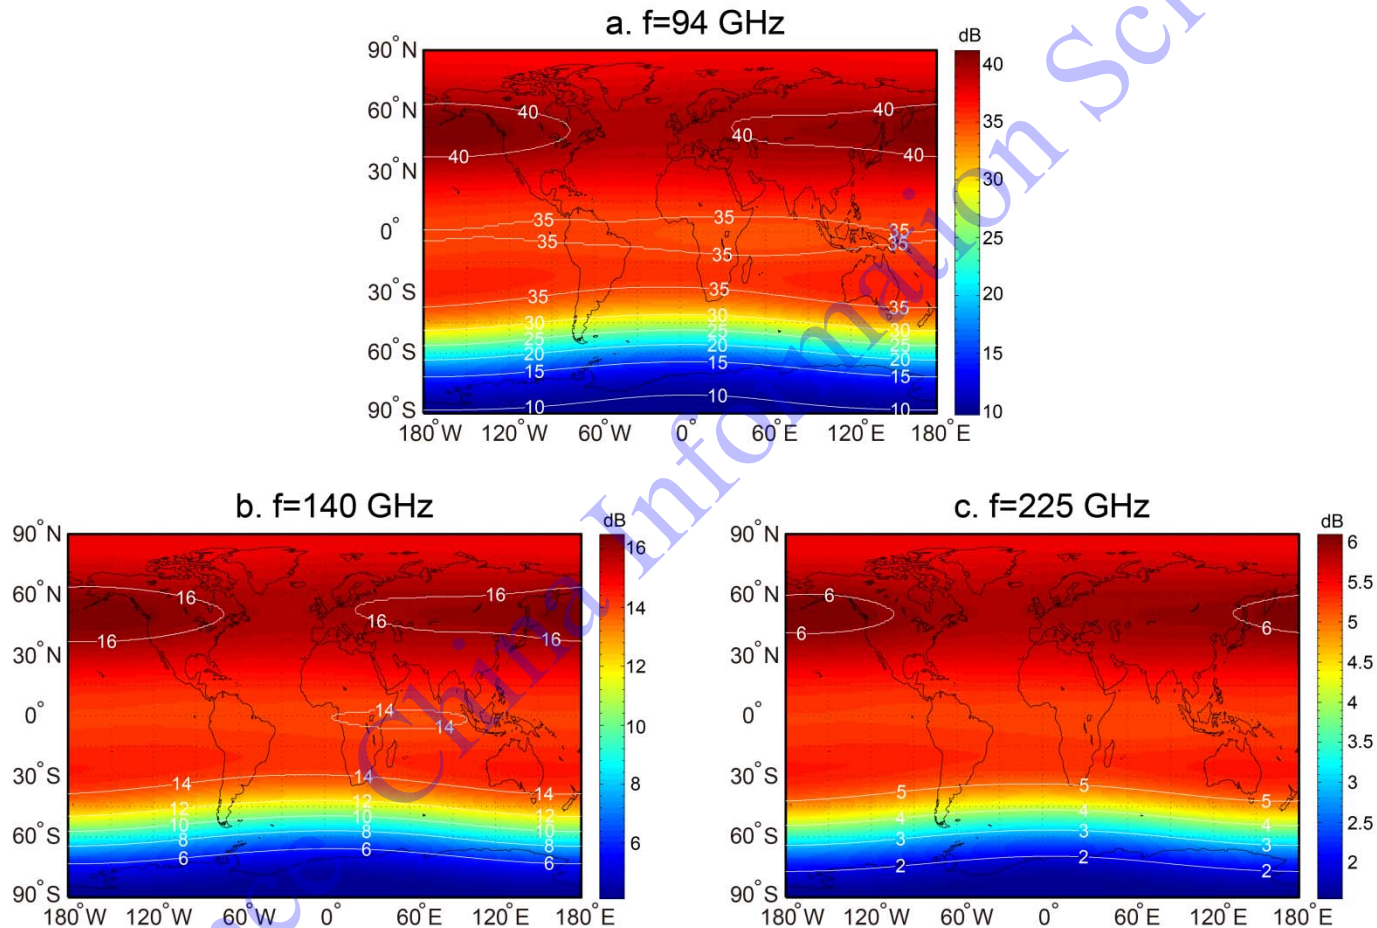 a. f=94 GHz
dB
90°N
60°N
30°N
0°
30°S
60°S
90°S
180°W 120°W 60°W 0° 60°E 120°E 180°E
40
35
30
25
20
15
10
40 40
40
40 40
35 35 35
35 35 35
35 35 35
30 30 30
25 25 25
20 20 20
15 15 15
10 10 10
b. f=140 GHz
dB
90°N
60°N
30°N
0°
30°S
60°S
90°S
180°W 120°W 60°W 0° 60°E 120°E 180°E
16
14
12
10
8
6
16 16
16
16 16
14
14
14 14 14
12 12 12
10 10 10
8 8 8
6 6 6
c. f=225 GHz
dB
90°N
60°N
30°N
0°
30°S
60°S
90°S
180°W 120°W 60°W 0° 60°E 120°E 180°E
6
5.5
5
4.5
4
3.5
3
2.5
2
6
6 6
5 5 5
4 4 4
3 3 3
2 2 2
China Information Sci